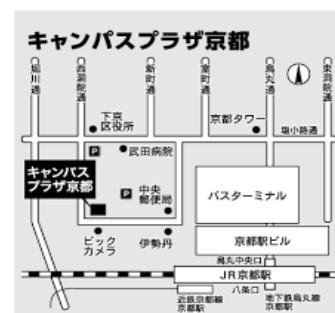 キャンパスプラザ京都
堀川通
西洞院通
新町通
室町通
烏丸通
東洞院通
下京
区役所
京都タワー
塩小路通
P
武田病院
キャンパス
プラザ京都
P
中央
郵便局
バスターミナル
ビック
カメラ
伊勢丹
京都駅ビル
烏丸中央口
JR京都駅
八条口
近鉄京都線
京都駅
地下鉄烏丸線
京都駅